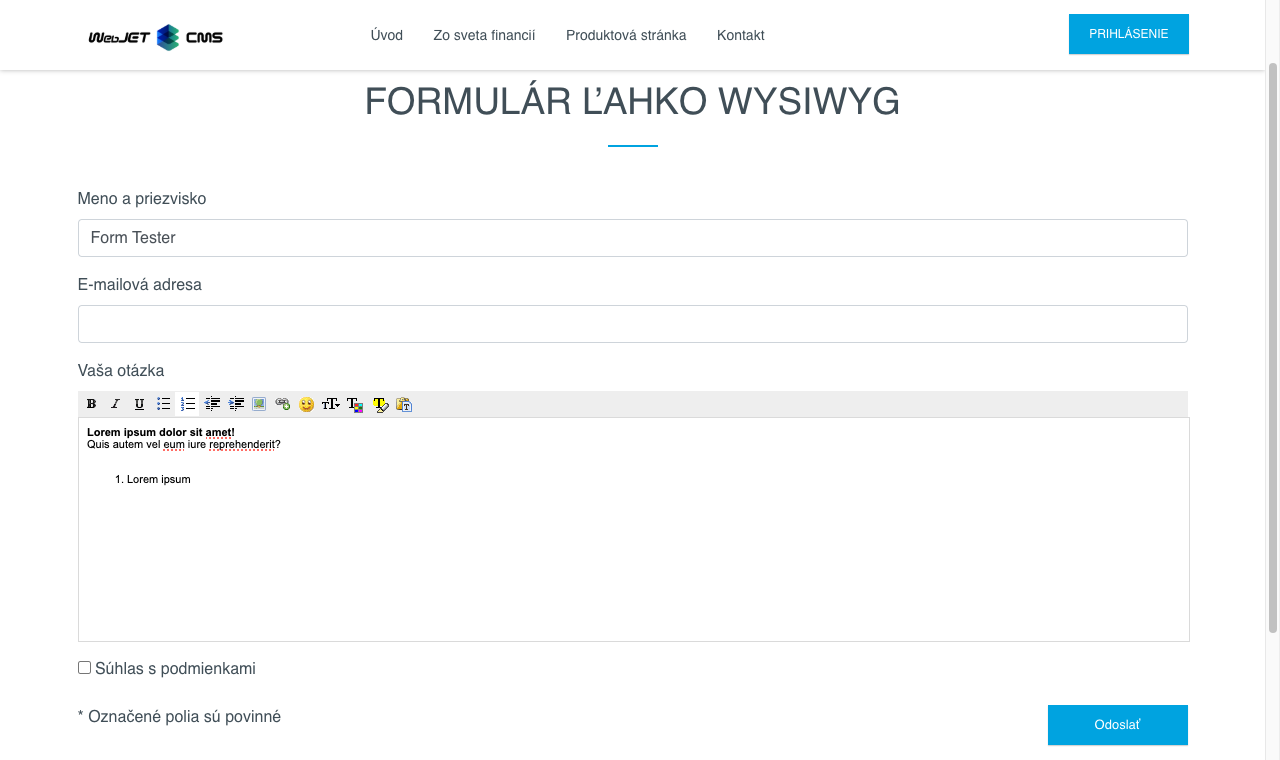 WebJET CMS
Úvod Zo sveta financií Produktová stránka Kontakt PRIHLÁSENIE
FORMULÁR ĽAHKO WYSIWYG
Meno a priezvisko
Form Tester
E-mailová adresa
Vaša otázka
Lorem ipsum dolor sit amet!
Quis autem vel eum iure reprehenderit?
1. Lorem ipsum
Súhlas s podmienkami
* Označené polia sú povinné
Odoslať